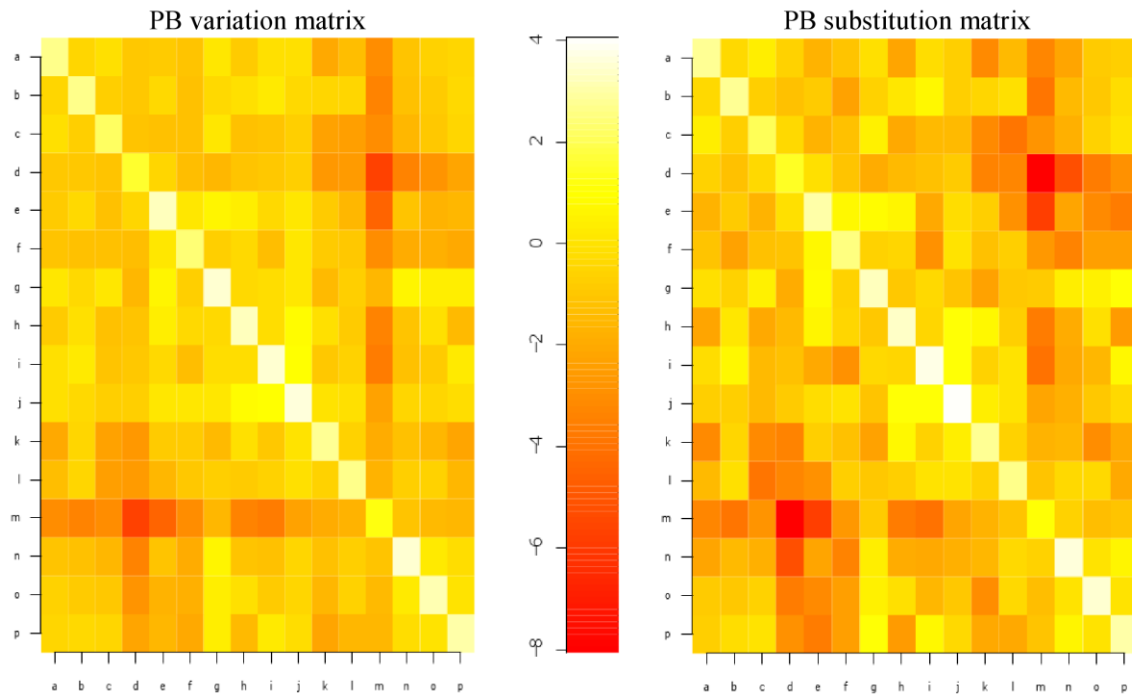 PB variation matrix
PB substitution matrix
a
b
c
d
e
f
g
h
i
j
k
l
m
n
o
p
a b c d e f g h i j k l m n o p
4
2
0
-2
-4
-6
-8
a
b
c
d
e
f
g
h
i
j
k
l
m
n
o
p
a b c d e f g h i j k l m n o p